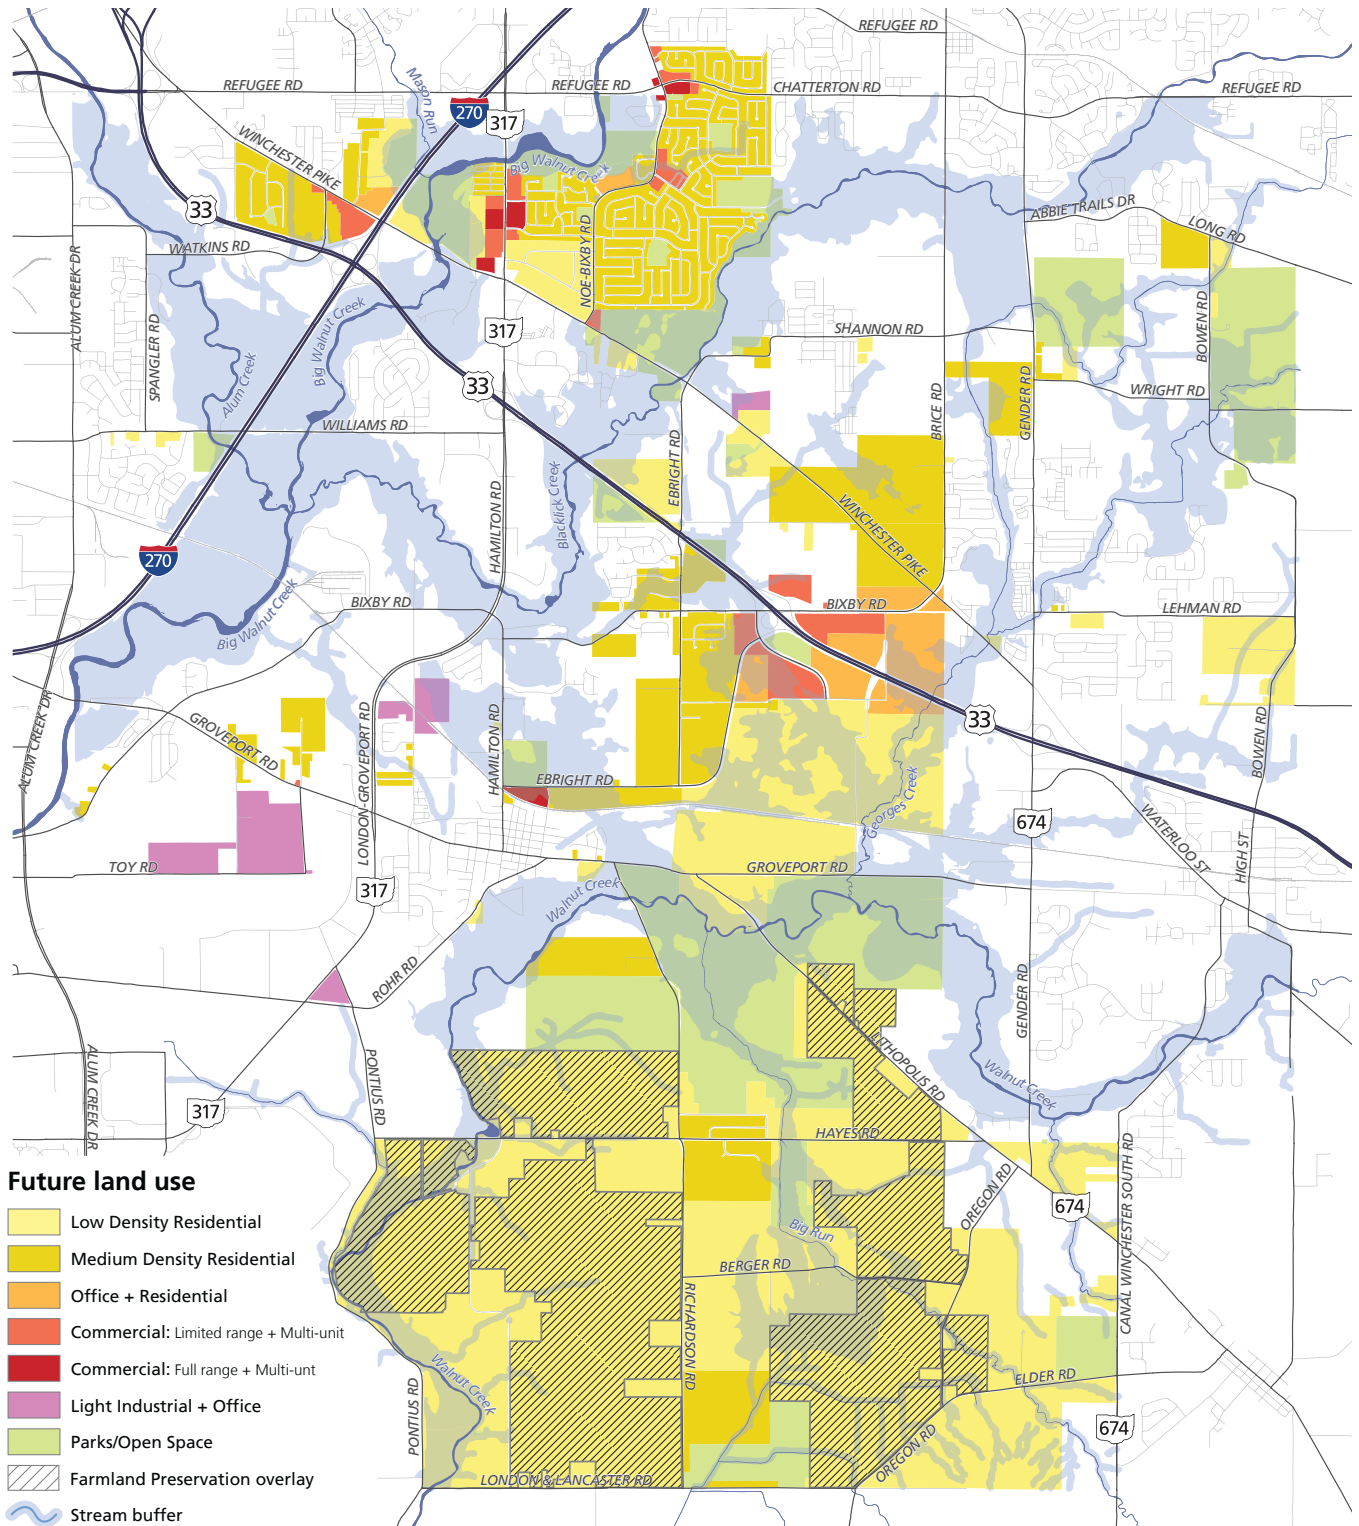 REFUGEE RD
REFUGEE RD
REFUGEE RD
CHATTERTON RD
REFUGEE RD
Mason Run
270
317
WINCHESTER PIKE
Big Walnut Creek
33
ABBIE TRAILS DR
LONG RD
WATKINS RD
NOE-BIXBY RD
ALUM CREEK DR
SPANGLER RD
Big Walnut Creek
317
SHANNON RD
BOWEN RD
Alum Creek
33
BRICE RD
GENDER RD
WRIGHT RD
WILLIAMS RD
EBRIGHT RD
HAMILTON RD
Blacklick Creek
WINCHESTER PIKE
270
BIXBY RD
BIXBY RD
LEHMAN RD
Big Walnut Creek
ALUM CREEK DR
GROVEPORT RD
LONDON-GROVEPORT RD
HAMILTON RD
33
BOWEN RD
EBRIGHT RD
Georges Creek
674
WATERLOO ST
HIGH ST
TOY RD
GROVEPORT RD
317
Walnut Creek
ROHR RD
GENDER RD
LITHOPOLIS RD
ALUM CREEK DR
PONTIUS RD
Walnut Creek
317
HAYES RD
CANAL WINCHESTER SOUTH RD
OREGON RD
674
Big Run
BERGER RD
RICHARDSON RD
Walnut Creek
ELDER RD
PONTIUS RD
674
OREGON RD
LONDON & LANCASTER RD
Future land use
Low Density Residential
Medium Density Residential
Office + Residential
Commercial: Limited range + Multi-unit
Commercial: Full range + Multi-unt
Light Industrial + Office
Parks/Open Space
Farmland Preservation overlay
Stream buffer